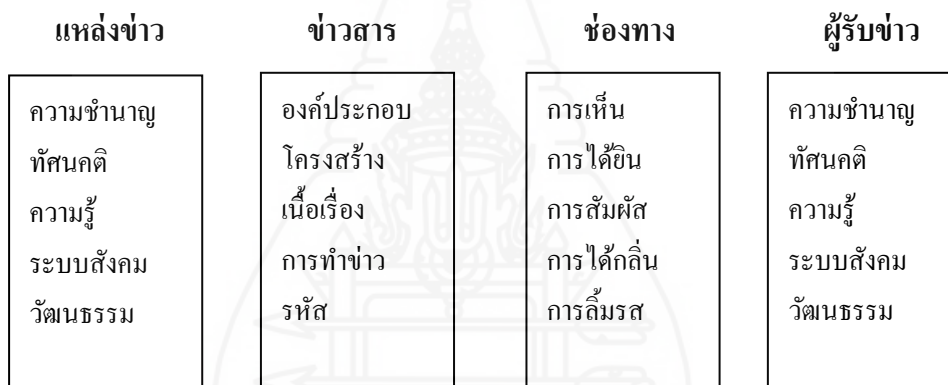 แหล่งข่าว
ความชำนาญ
ทัศนคติ
ความรู้
ระบบสังคม
วัฒนธรรม
ข่าวสาร
องค์ประกอบ
โครงสร้าง
เนื้อเรื่อง
การทำข่าว
รหัส
ช่องทาง
การเห็น
การได้ยิน
การสัมผัส
การได้กลิ่น
การลิ้มรส
ผู้รับข่าว
ความชำนาญ
ทัศนคติ
ความรู้
ระบบสังคม
วัฒนธรรม